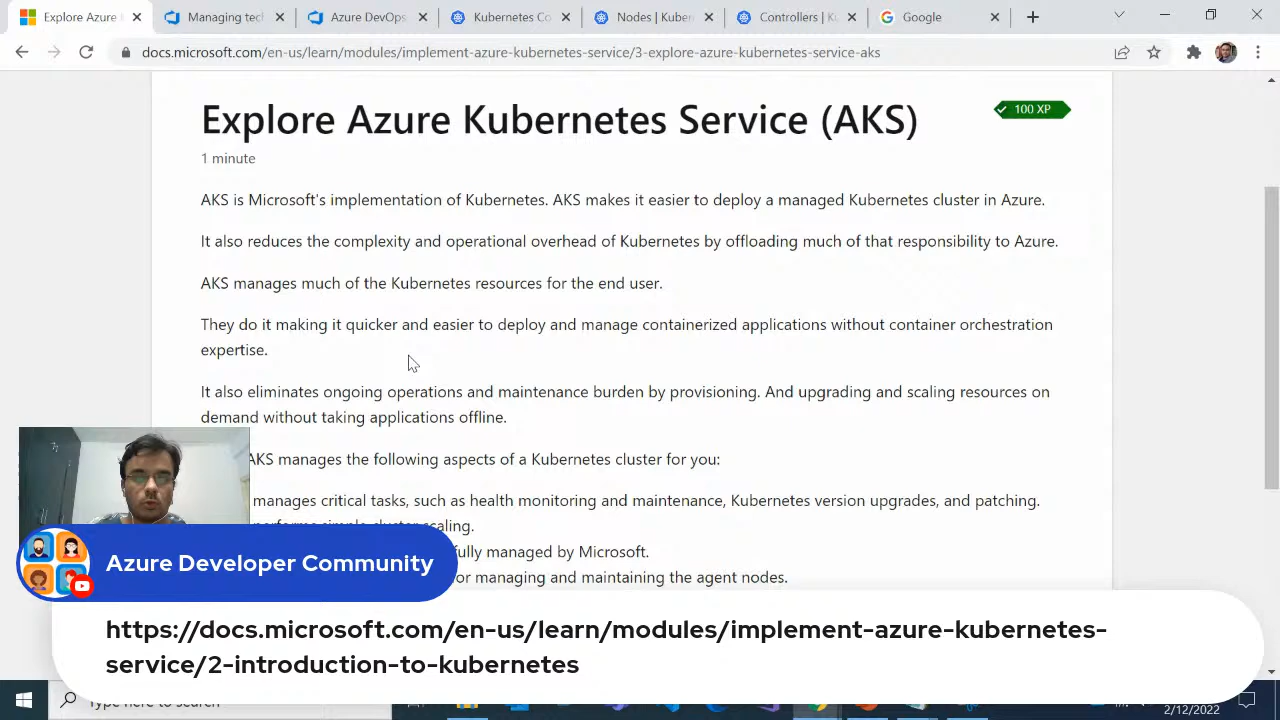 Explore Az
Managing tech
Azure DevOps
Kubernetes Co
Nodes | Kuber
Controllers | Ku
Google
docs.microsoft.com/en-us/learn/modules/implement-azure-kubernetes-service/3-explore-azure-kubernetes-service-aks
Explore Azure Kubernetes Service (AKS)
100 XP
1 minute
AKS is Microsoft's implementation of Kubernetes. AKS makes it easier to deploy a managed Kubernetes cluster in Azure.
It also reduces the complexity and operational overhead of Kubernetes by offloading much of that responsibility to Azure.
AKS manages much of the Kubernetes resources for the end user.
They do it making it quicker and easier to deploy and manage containerized applications without container orchestration
expertise.
It also eliminates ongoing operations and maintenance burden by provisioning. And upgrading and scaling resources on
demand without taking applications offline.
AKS manages the following aspects of a Kubernetes cluster for you:
manages critical tasks, such as health monitoring and maintenance, Kubernetes version upgrades, and patching.
performs simple cluster scaling.
fully managed by Microsoft.
or managing and maintaining the agent nodes.
Azure Developer Community
https://docs.microsoft.com/en-us/learn/modules/implement-azure-kubernetes-
service/2-introduction-to-kubernetes
Type here to search
2/12/2022